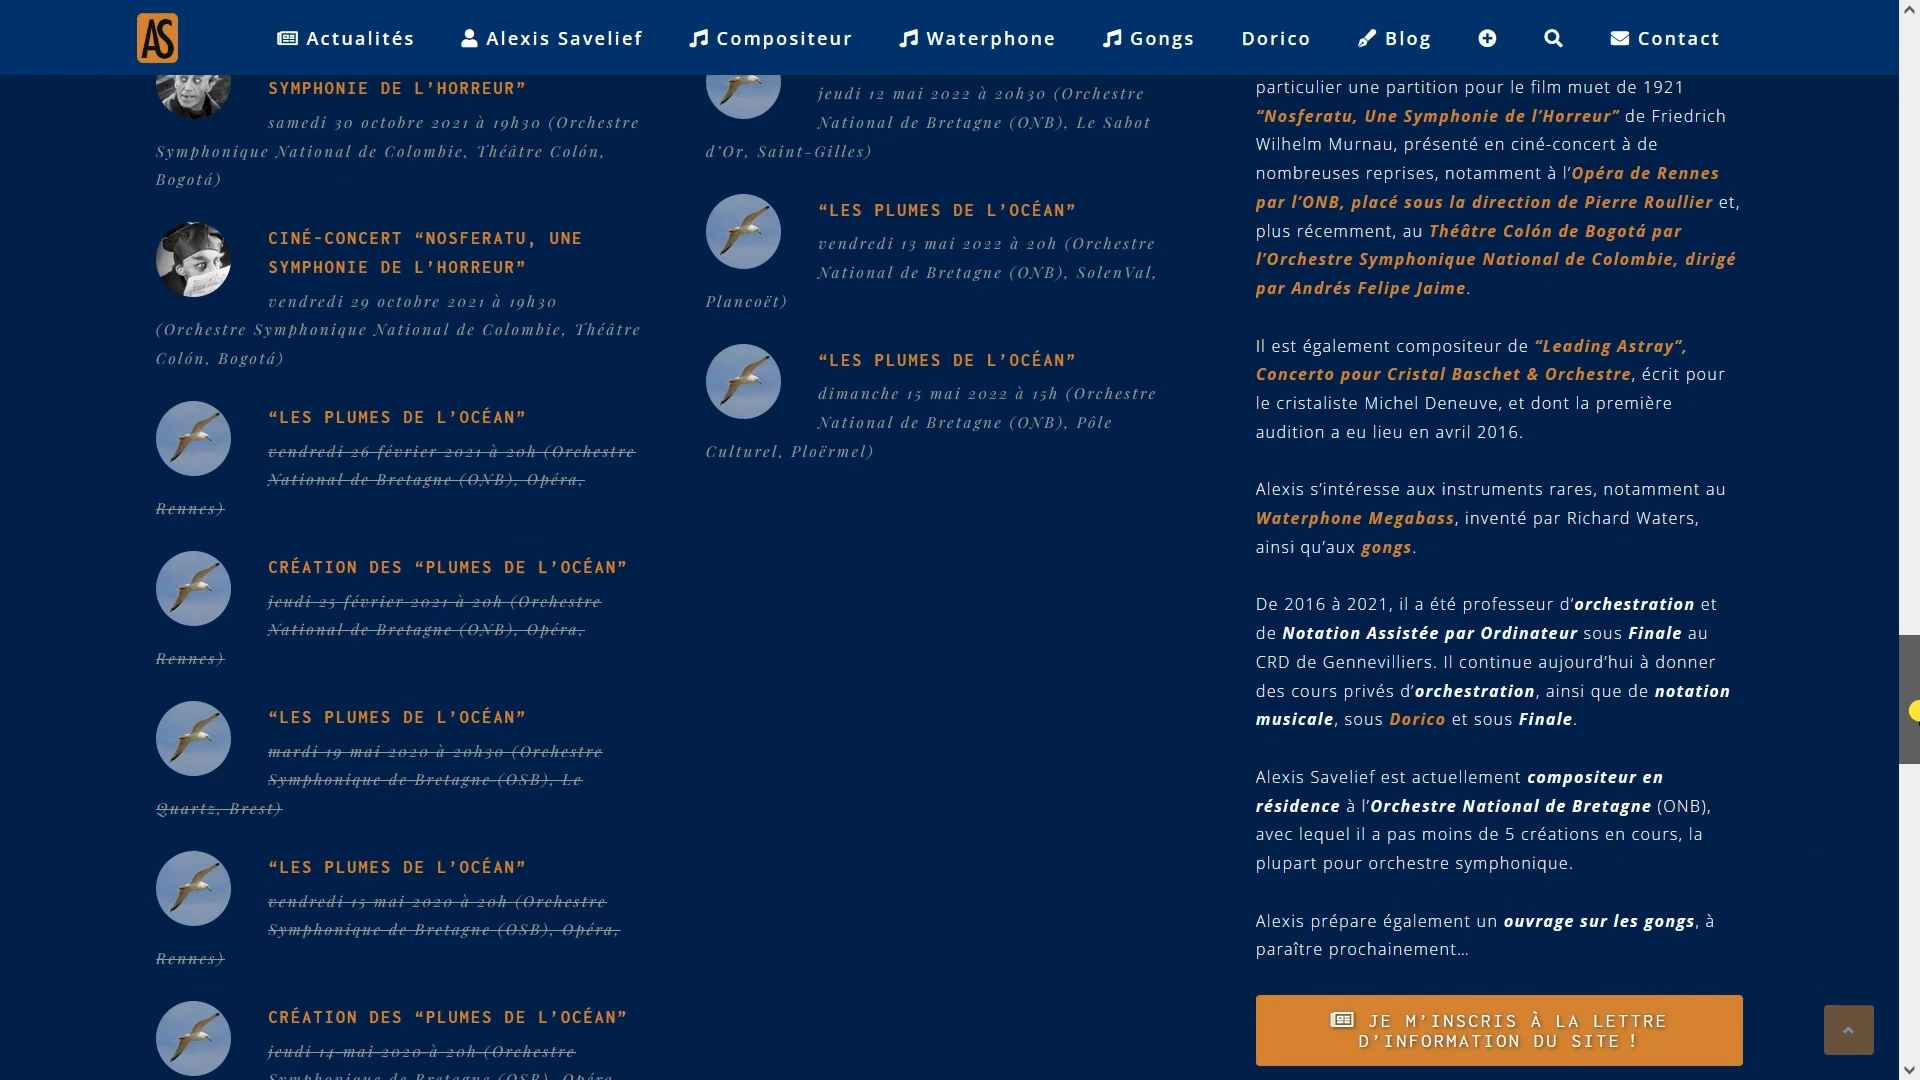 AS
Actualités
Alexis Savelief
Compositeur
Waterphone
Gongs
Dorico
Blog
Contact
SYMPHONIE DE L’HORREUR”
samedi 30 octobre 2021 à 19h30 (Orchestre
Symphonique National de Colombie, Théâtre Colón,
Bogotá)
CINÉ-CONCERT “NOSFERATU, UNE
SYMPHONIE DE L’HORREUR”
vendredi 29 octobre 2021 à 19h30
(Orchestre Symphonique National de Colombie, Théâtre
Colón, Bogotá)
“LES PLUMES DE L’OCÉAN”
vendredi 26 février 2021 à 20h (Orchestre
National de Bretagne (ONB), Opéra,
Rennes)
CRÉATION DES “PLUMES DE L’OCÉAN”
jeudi 25 février 2021 à 20h (Orchestre
National de Bretagne (ONB), Opéra,
Rennes)
“LES PLUMES DE L’OCÉAN”
mardi 19 mai 2020 à 20h30 (Orchestre
Symphonique de Bretagne (OSB), Le
Quartz, Brest)
“LES PLUMES DE L’OCÉAN”
vendredi 15 mai 2020 à 20h (Orchestre
Symphonique de Bretagne (OSB), Opéra,
Rennes)
CRÉATION DES “PLUMES DE L’OCÉAN”
jeudi 14 mai 2020 à 20h (Orchestre
Symphonique de Bretagne (OSB), Opéra,
jeudi 12 mai 2022 à 20h30 (Orchestre
National de Bretagne (ONB), Le Sabot
d’Or, Saint-Gilles)
“LES PLUMES DE L’OCÉAN”
vendredi 13 mai 2022 à 20h (Orchestre
National de Bretagne (ONB), SolenVal,
Plancoët)
“LES PLUMES DE L’OCÉAN”
dimanche 15 mai 2022 à 15h (Orchestre
National de Bretagne (ONB), Pôle
Culturel, Ploërmel)
particulier une partition pour le film muet de 1921
“Nosferatu, Une Symphonie de l’Horreur” de Friedrich
Wilhelm Murnau, présenté en ciné-concert à de
nombreuses reprises, notamment à l’Opéra de Rennes
par l’ONB, placé sous la direction de Pierre Roullier et,
plus récemment, au Théâtre Colón de Bogotá par
l’Orchestre Symphonique National de Colombie, dirigé
par Andrés Felipe Jaime.
Il est également compositeur de “Leading Astray”,
Concerto pour Cristal Baschet & Orchestre, écrit pour
le cristaliste Michel Deneuve, et dont la première
audition a eu lieu en avril 2016.
Alexis s’intéresse aux instruments rares, notamment au
Waterphone Megabass, inventé par Richard Waters,
ainsi qu’aux gongs.
De 2016 à 2021, il a été professeur d’orchestration et
de Notation Assistée par Ordinateur sous Finale au
CRD de Gennevilliers. Il continue aujourd’hui à donner
des cours privés d’orchestration, ainsi que de notation
musicale, sous Dorico et sous Finale.
Alexis Savelief est actuellement compositeur en
résidence à l’Orchestre National de Bretagne (ONB),
avec lequel il a pas moins de 5 créations en cours, la
plupart pour orchestre symphonique.
Alexis prépare également un ouvrage sur les gongs, à
paraître prochainement…
JE M’INSCRIS À LA LETTRE
D’INFORMATION DU SITE !